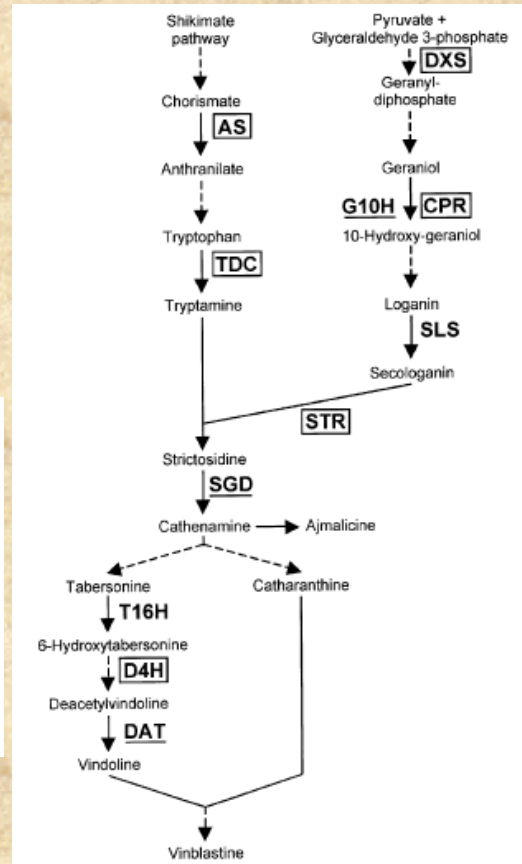 Shikimate
pathway
Chorismate
AS
Anthranilate
Tryptophan
TDC
Tryptamine
Pyruvate +
Glyceraldehyde 3-phosphate
DXS
Geranyl-
diphosphate
Geraniol
G10H CPR
10-Hydroxy-geraniol
Loganin
SLS
Secologanin
STR
Strictosidine
SGD
Cathenamine Ajmalicine
Tabersonine Catharanthine
T16H
6-Hydroxytabersonine
D4H
Deacetylvindoline
DAT
Vindoline
Vinblastine